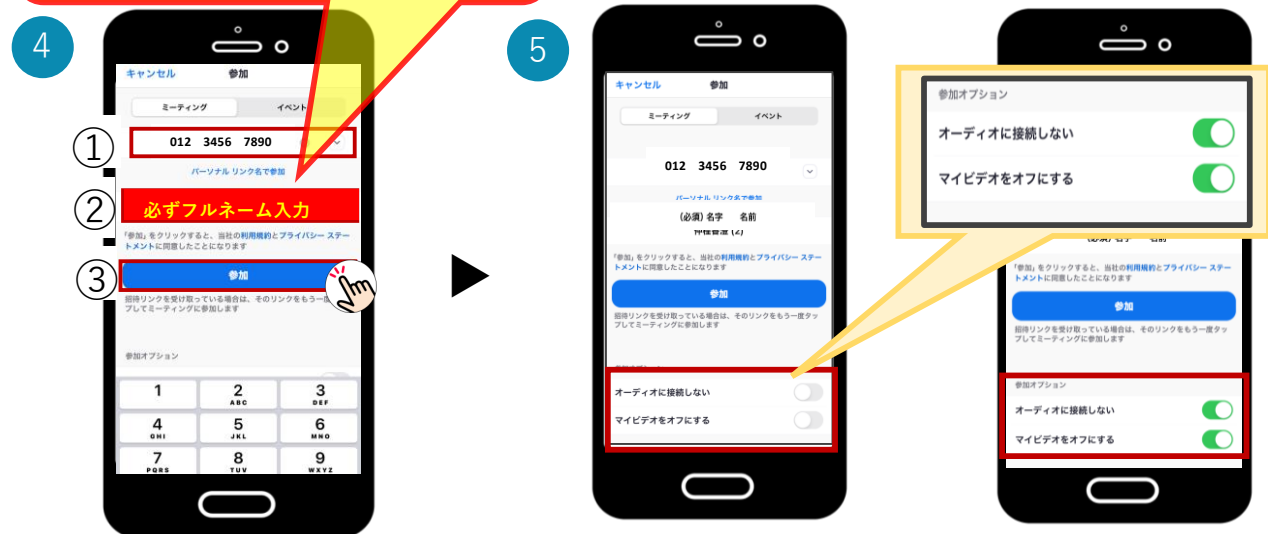 4
キャンセル 参加
ミーティング イベント
① 012 3456 7890
パーソナル リンク名で参加
② 必ずフルネーム入力
「参加」をクリックすると、当社の利用規約とプライバシー ステー
トメントに同意したことになります
③ 参加
招待リンクを受け取っている場合は、そのリンクをもう一度
プしてミーティングに参加します
参加オプション
1 2 3
ABC DEF
4 5 6
GHI JKL MNO
7 8 9
PQRS TUV WXYZ
5
キャンセル 参加
ミーティング イベント
012 3456 7890
パーソナル リンク名で参加
(必須) 名字 名前
(2)
「参加」をクリックすると、当社の利用規約とプライバシー ステー
トメントに同意したことになります
参加
招待リンクを受け取っている場合は、そのリンクをもう一度タッ
プしてミーティングに参加します
オーディオに接続しない
マイビデオをオフにする
参加オプション
オーディオに接続しない
マイビデオをオフにする
(必須) 名字 名前
「参加」をクリックすると、当社の利用規約とプライバシー ステー
トメントに同意したことになります
参加
招待リンクを受け取っている場合は、そのリンクをもう一度タッ
プしてミーティングに参加します
参加オプション
オーディオに接続しない
マイビデオをオフにする